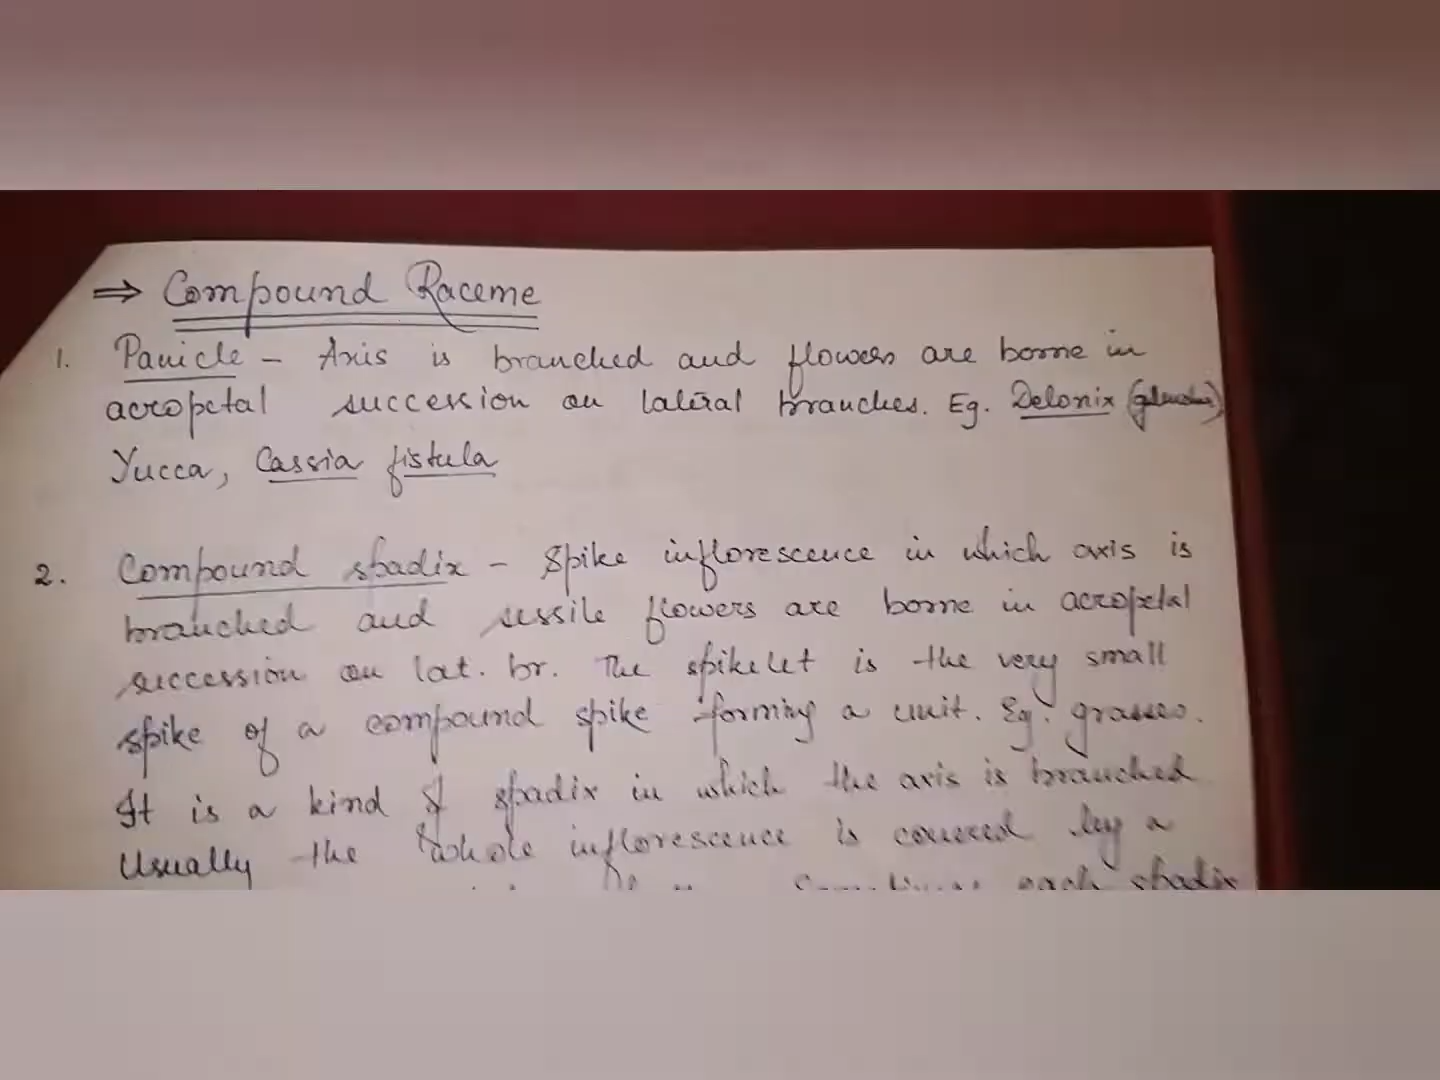 ⇒ Compound Raceme
1. Panicle - Axis is branched and flowers are borne in
acropetal succession on lateral branches. Eg. Delonix
Yucca, Cassia fistula
2. Compound spadix - Spike inflorescence in which axis is
branched and sessile flowers are borne in acropetal
succession on lat. br. The spikelet is the very small
spike of a compound spike forming a unit. Eg. grasses.
It is a kind of spadix in which the axis is branched
Usually the whole inflorescence is covered by a
each spadix